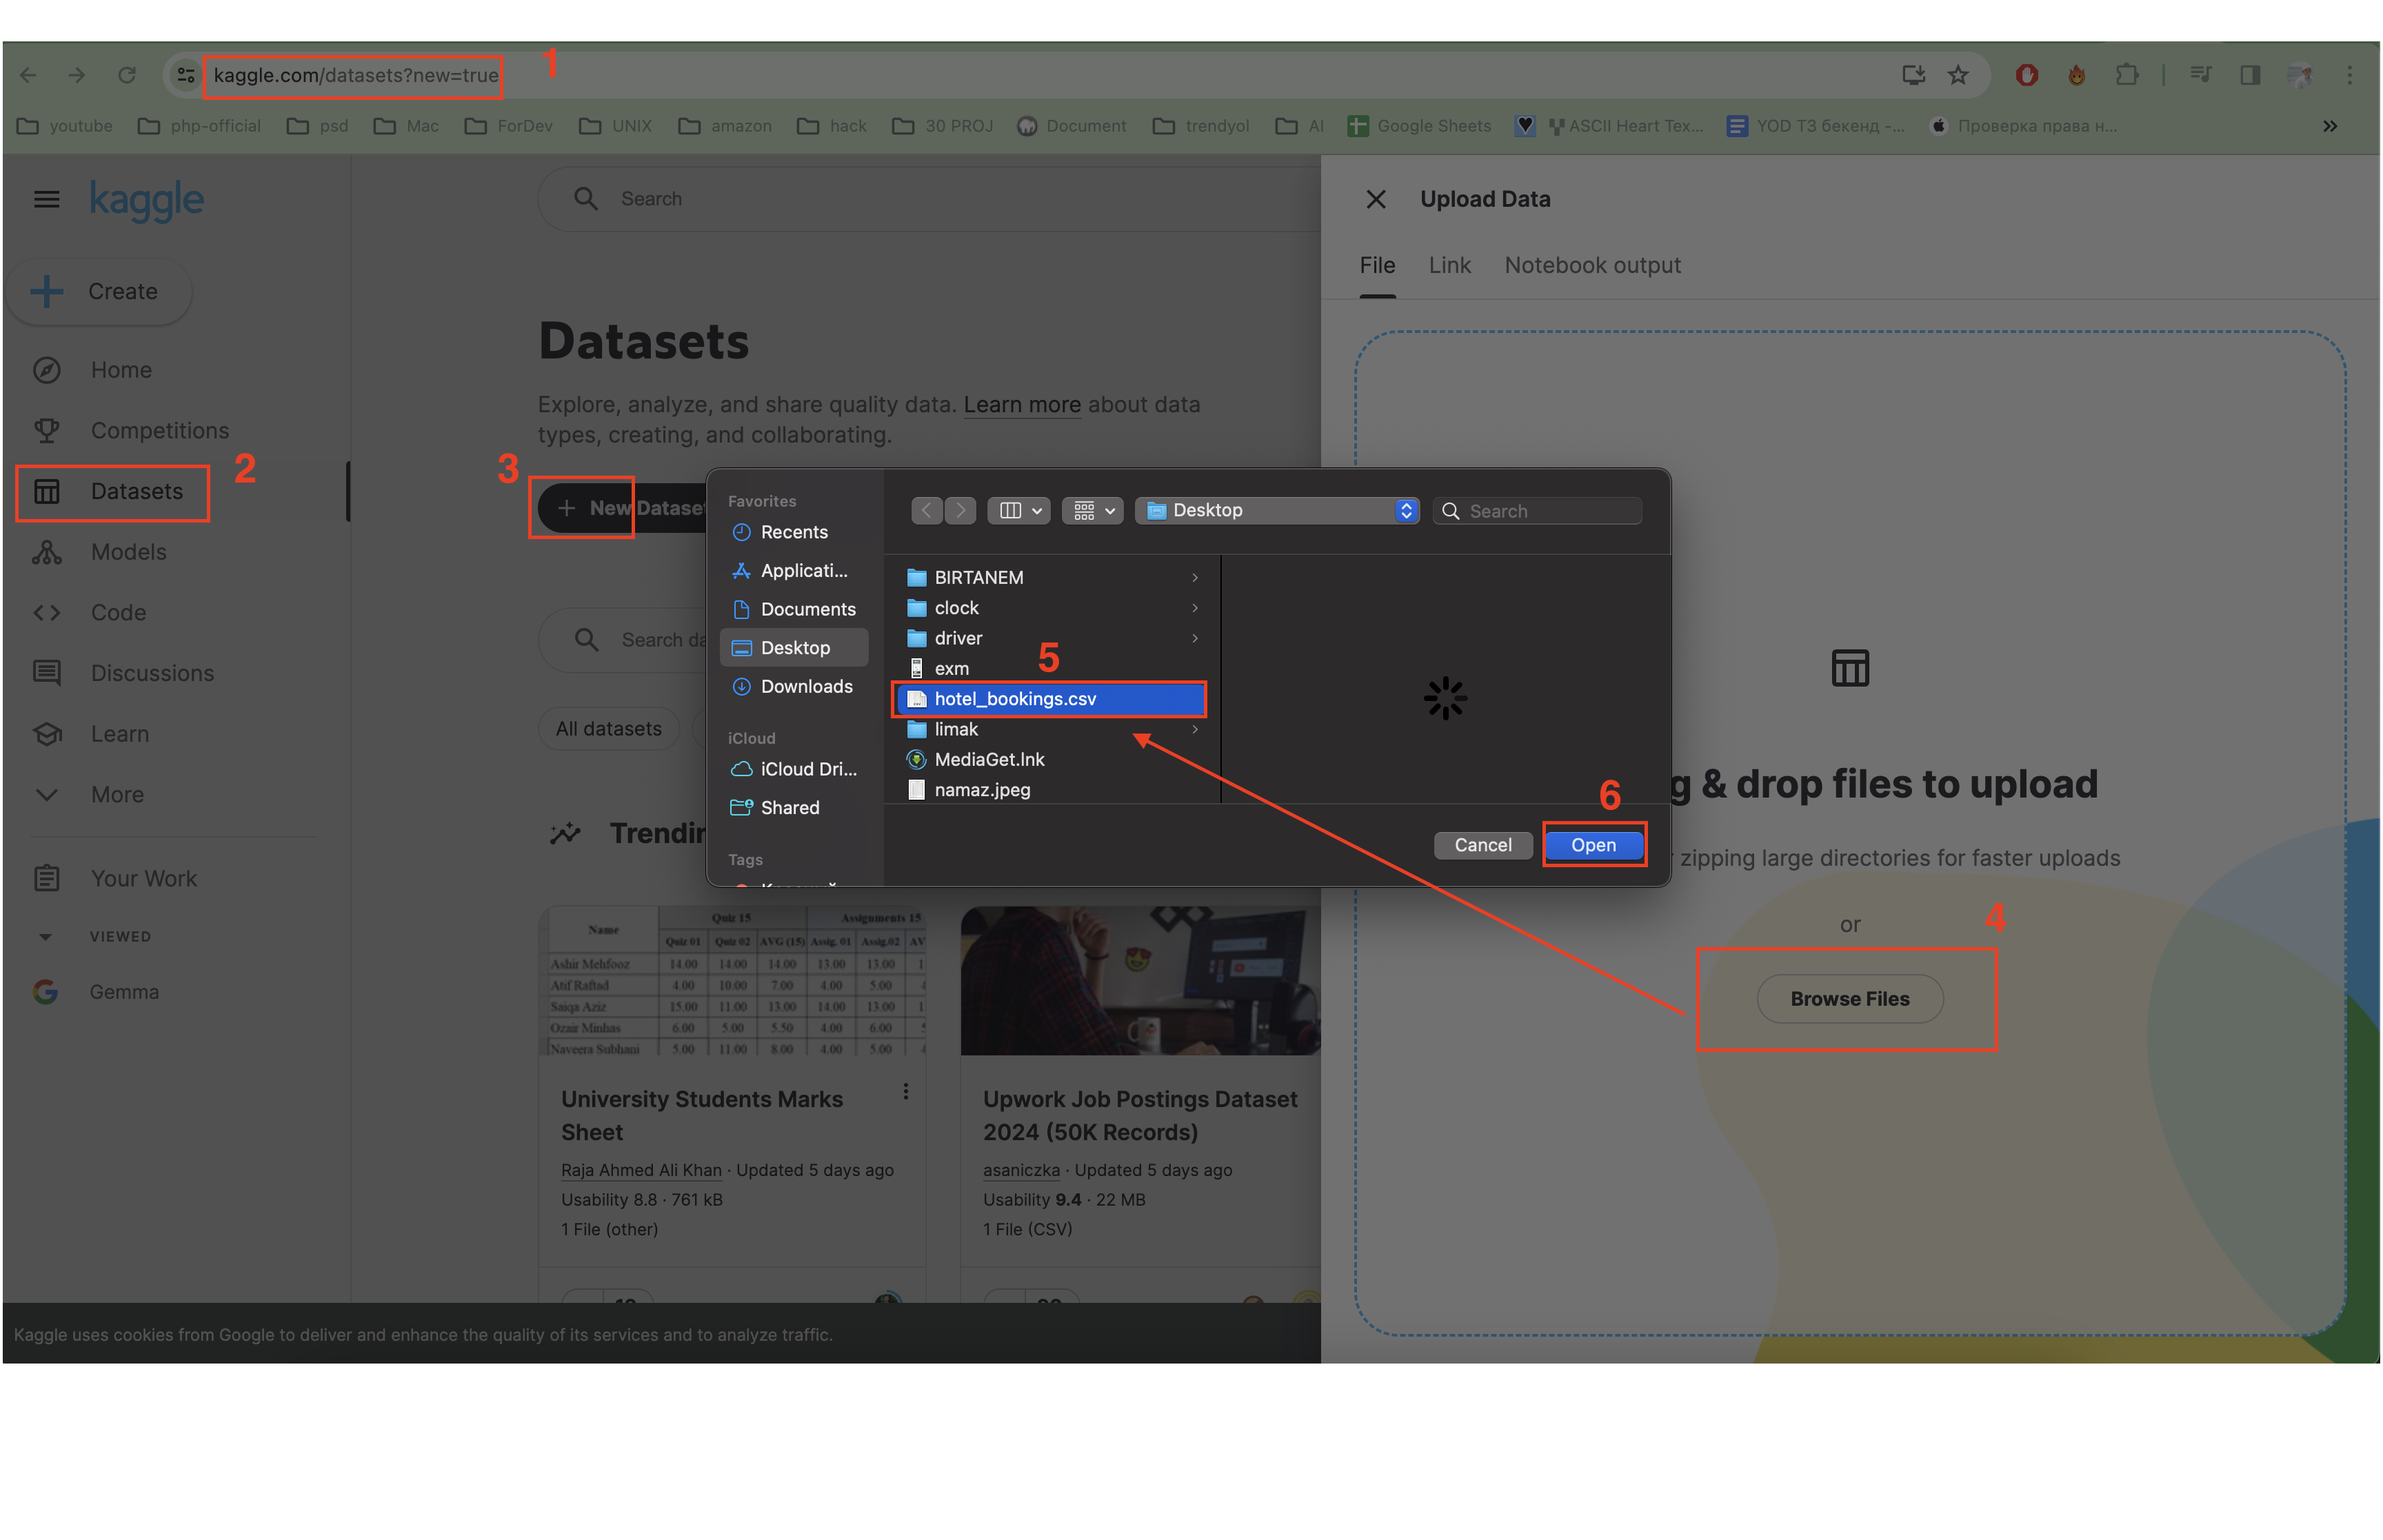 1
kaggle.com/datasets?new=true
youtube php-official psd Mac ForDev UNIX amazon hack 30 PROJ Document trendyol AI Google Sheets ASCII Heart Tex... YOD ТЗ бекенд -... Проверка права н...
kaggle
Search
Create
Home
Competitions
Datasets
2
Models
Code
Discussions
Learn
More
Your Work
VIEWED
Gemma
Datasets
Explore, analyze, and share quality data. Learn more about data
types, creating, and collaborating.
3
New Dataset
Search da
All datasets
Trendin
Favorites
Recents
Applicati...
Documents
Desktop
Downloads
iCloud
iCloud Dri...
Shared
Tags
Desktop
Search
BIRTANEM
clock
driver
exm
5
hotel_bookings.csv
limak
MediaGet.lnk
namaz.jpeg
6
Cancel
Open
Name Quiz 15 Assignments 15
Quiz 01 Quiz 02 AVG (15) Assig. 01 Assig.02 AV
Ashir Mehfooz 14.00 14.00 14.00 13.00 13.00 1
Atif Raftad 4.00 10.00 7.00 4.00 5.00
Saiqa Aziz 15.00 11.00 13.00 14.00 13.00 1
Ozair Minhas 6.00 5.00 5.50 4.00 6.00
Naveera Subhani 5.00 11.00 8.00 4.00 5.00
University Students Marks
Sheet
Raja Ahmed Ali Khan · Updated 5 days ago
Usability 8.8 · 761 kB
1 File (other)
Upwork Job Postings Dataset
2024 (50K Records)
asaniczka · Updated 5 days ago
Usability 9.4 · 22 MB
1 File (CSV)
Kaggle uses cookies from Google to deliver and enhance the quality of its services and to analyze traffic.
Upload Data
File Link Notebook output
g & drop files to upload
zipping large directories for faster uploads
or
4
Browse Files